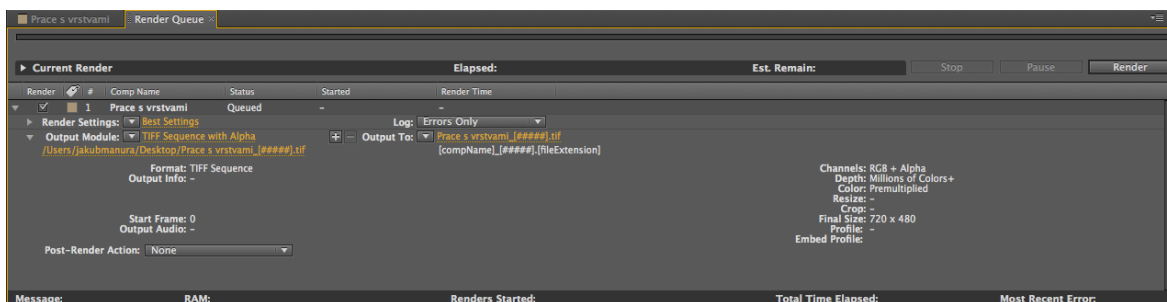 Prace s vrstvami Render Queue ×
Current Render Elapsed: Est. Remain: Stop Pause Render
Render # Comp Name Status Started Render Time
1 Prace s vrstvami Queued – –
Render Settings: Best Settings Log: Errors Only
Output Module: TIFF Sequence with Alpha + – Output To: Prace s vrstvami_[#####].tif
/Users/jakubmanura/Desktop/Prace s vrstvami_[#####].tif [compName]_[#####].[fileExtension]
Format: TIFF Sequence Channels: RGB + Alpha
Output Info: – Depth: Millions of Colors+
Color: Premultiplied
Resize: –
Crop: –
Start Frame: 0 Final Size: 720 x 480
Output Audio: – Profile: –
Embed Profile:
Post-Render Action: None
Message: RAM: Renders Started: Total Time Elapsed: Most Recent Error: